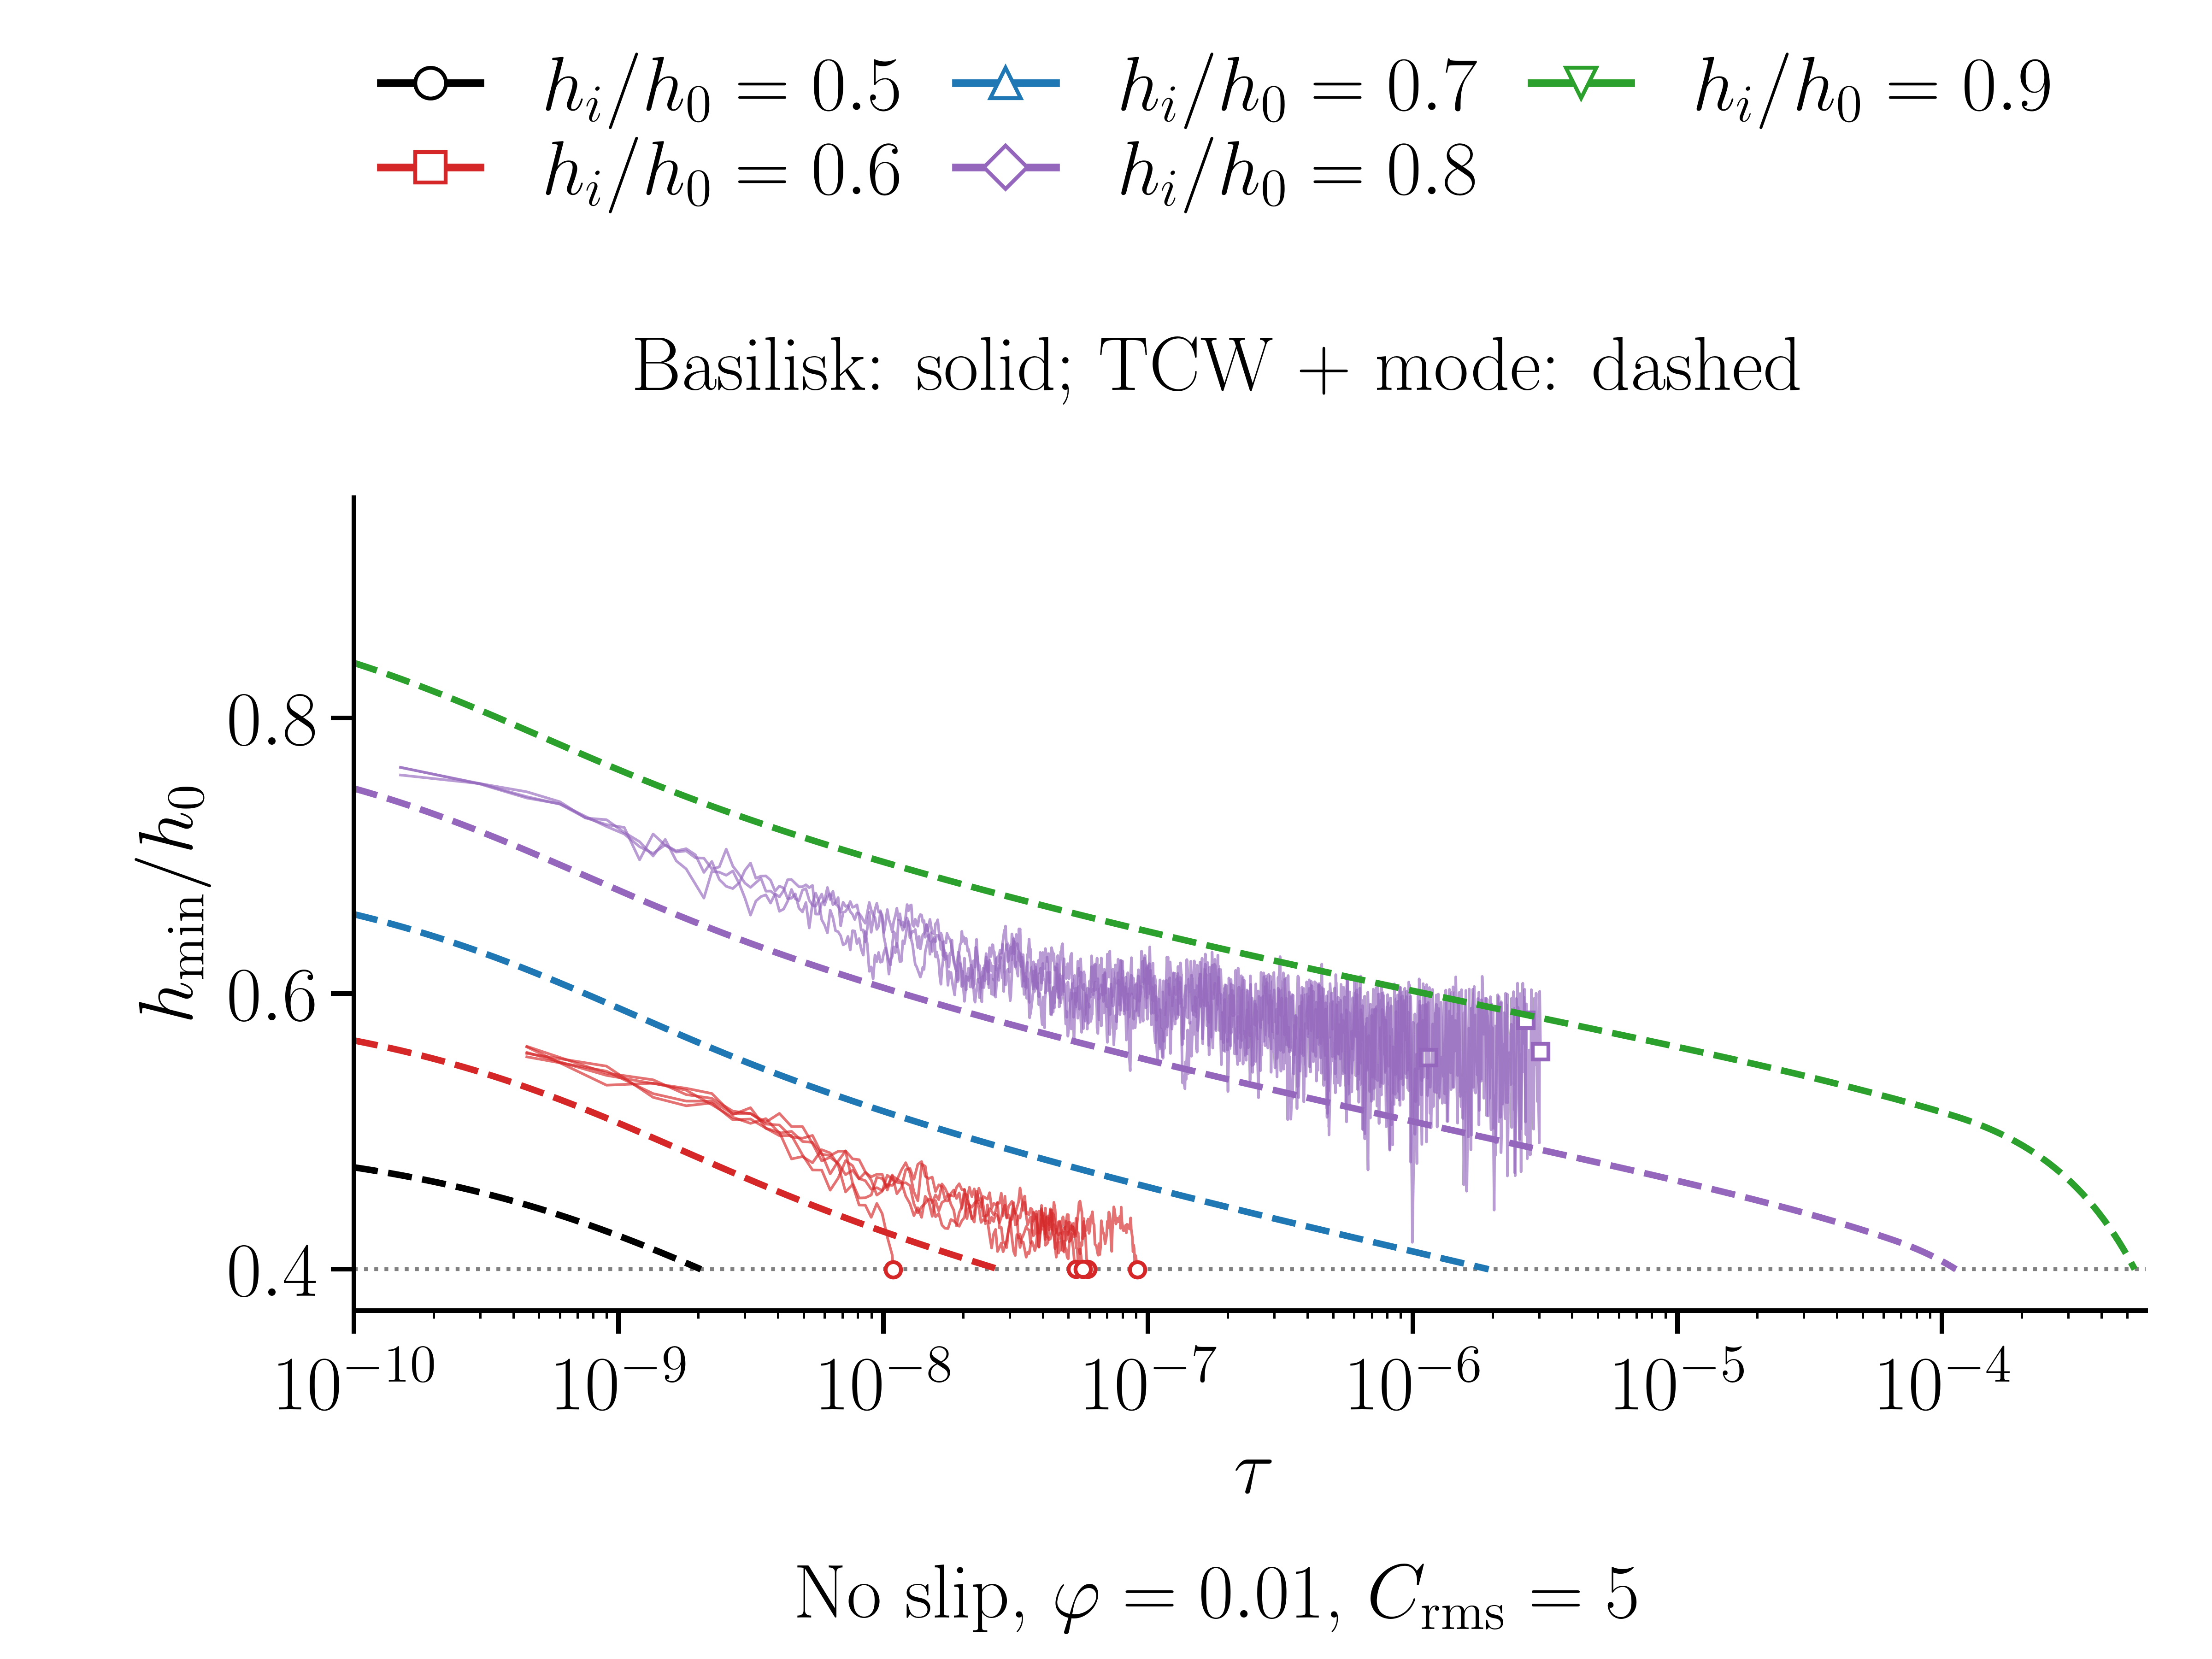 h_i/h_0 = 0.5 h_i/h_0 = 0.7 h_i/h_0 = 0.9
h_i/h_0 = 0.6 h_i/h_0 = 0.8
Basilisk: solid; TCW + mode: dashed
h_min/h_0
0.8
0.6
0.4
10^−10 10^−9 10^−8 10^−7 10^−6 10^−5 10^−4
τ
No slip, φ = 0.01, C_rms = 5